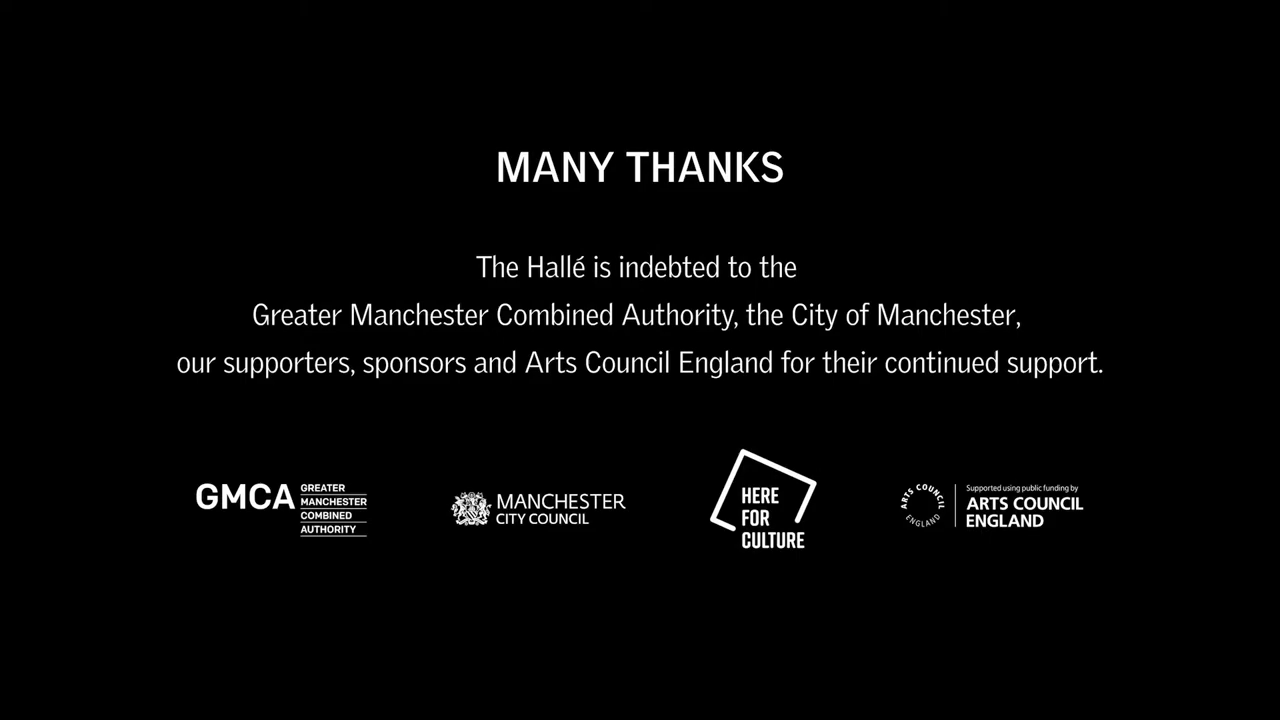 MANY THANKS
The Hallé is indebted to the
Greater Manchester Combined Authority, the City of Manchester,
our supporters, sponsors and Arts Council England for their continued support.
GMCA
GREATER
MANCHESTER
COMBINED
AUTHORITY
MANCHESTER
CITY COUNCIL
HERE
FOR
CULTURE
ARTS COUNCIL
ENGLAND
Supported using public funding by
ARTS COUNCIL
ENGLAND